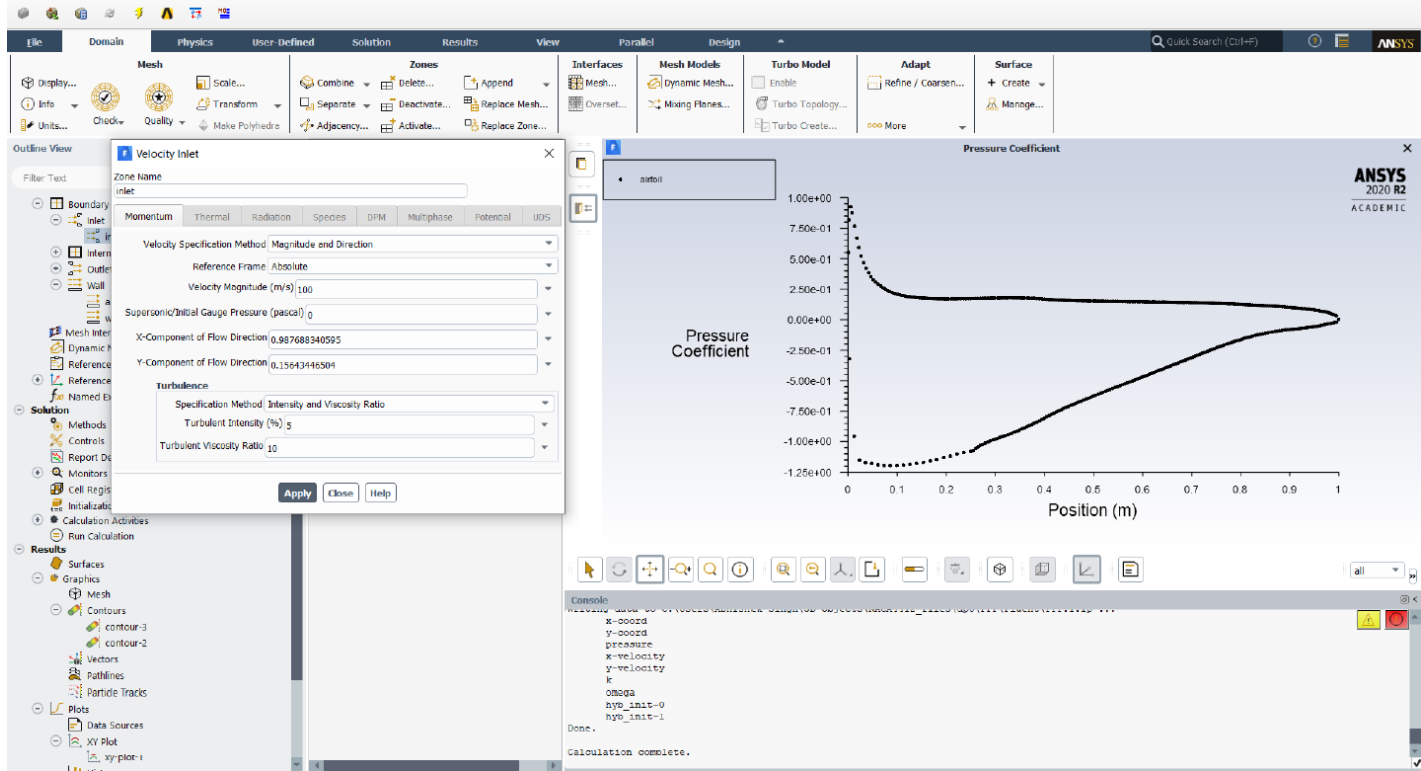 File Domain Physics User-Defined Solution Results View Parallel Design Quick Search (Ctrl+F) ANSYS
Mesh Zones Interfaces Mesh Models Turbo Model Adapt Surface
Display... Scale... Combine Delete... Append Mesh... Dynamic Mesh... Enable Refine / Coarsen... Create
Info Check Quality Transform Separate Deactivate... Replace Mesh... Overset... Mixing Planes... Turbo Topology... Manage...
Units... Make Polyhedra Adjacency... Activate... Replace Zone... Turbo Create... More
Outline View
Filter Text
Boundary
Inlet
in
Intern
Outle
Wall
a
w
Mesh Inter
Dynamic M
Reference
Reference
Named Ex
Solution
Methods
Controls
Report De
Monitors
Cell Regis
Initializatio
Calculation Activities
Run Calculation
Results
Surfaces
Graphics
Mesh
Contours
contour-3
contour-2
Vectors
Pathlines
Particle Tracks
Plots
Data Sources
XY Plot
xy-plot-1
Velocity Inlet
Zone Name
inlet
Momentum Thermal Radiation Species DPM Multiphase Potential UDS
Velocity Specification Method Magnitude and Direction
Reference Frame Absolute
Velocity Magnitude (m/s) 100
Supersonic/Initial Gauge Pressure (pascal) 0
X-Component of Flow Direction 0.987688340595
Y-Component of Flow Direction 0.15643446504
Turbulence
Specification Method Intensity and Viscosity Ratio
Turbulent Intensity (%) 5
Turbulent Viscosity Ratio 10
Apply Close Help
Pressure Coefficient
airfoil
ANSYS
2020 R2
ACADEMIC
1.00e+00
7.50e-01
5.00e-01
2.50e-01
0.00e+00
-2.50e-01
-5.00e-01
-7.50e-01
-1.00e+00
-1.25e+00
Pressure
Coefficient
0 0.1 0.2 0.3 0.4 0.5 0.6 0.7 0.8 0.9 1
Position (m)
all
Console
x-coord
y-coord
pressure
x-velocity
y-velocity
k
omega
hyb_init-0
hyb_init-1
Done.
Calculation complete.